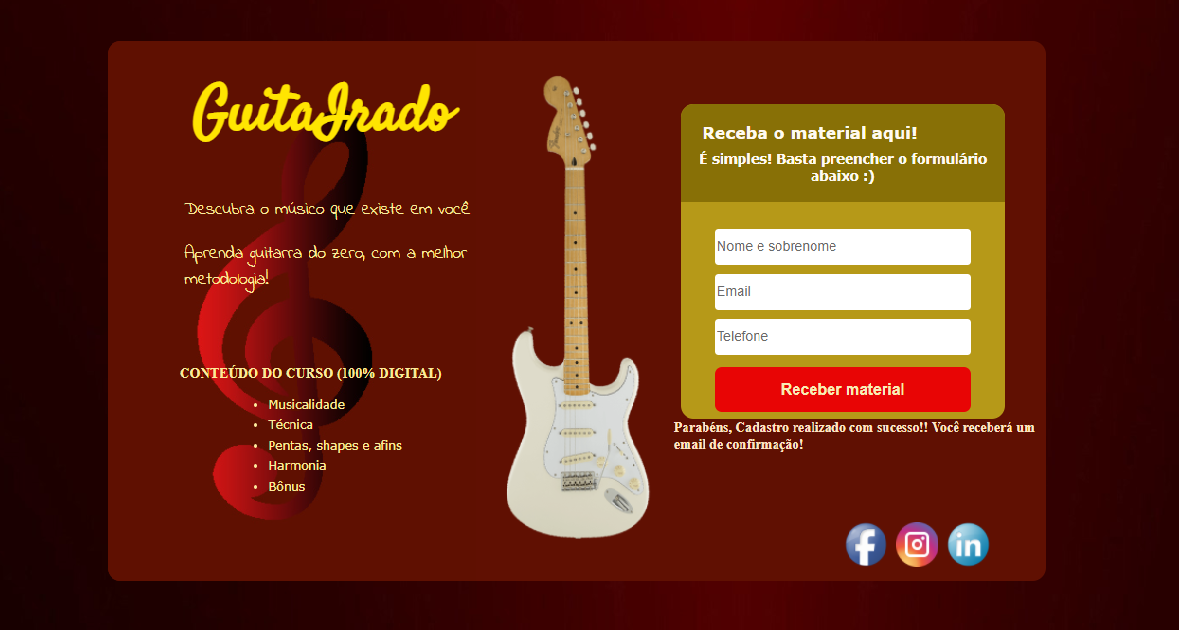 GuitaIrado
Descubra o músico que existe em você
Aprenda guitarra do zero, com a melhor
metodologia!
CONTEÚDO DO CURSO (100% DIGITAL)
• Musicalidade
• Técnica
• Pentas, shapes e afins
• Harmonia
• Bônus
Receba o material aqui!
É simples! Basta preencher o formulário
abaixo :)
Nome e sobrenome
Email
Telefone
Receber material
Parabéns, Cadastro realizado com sucesso!! Você receberá um
email de confirmação!
f
in